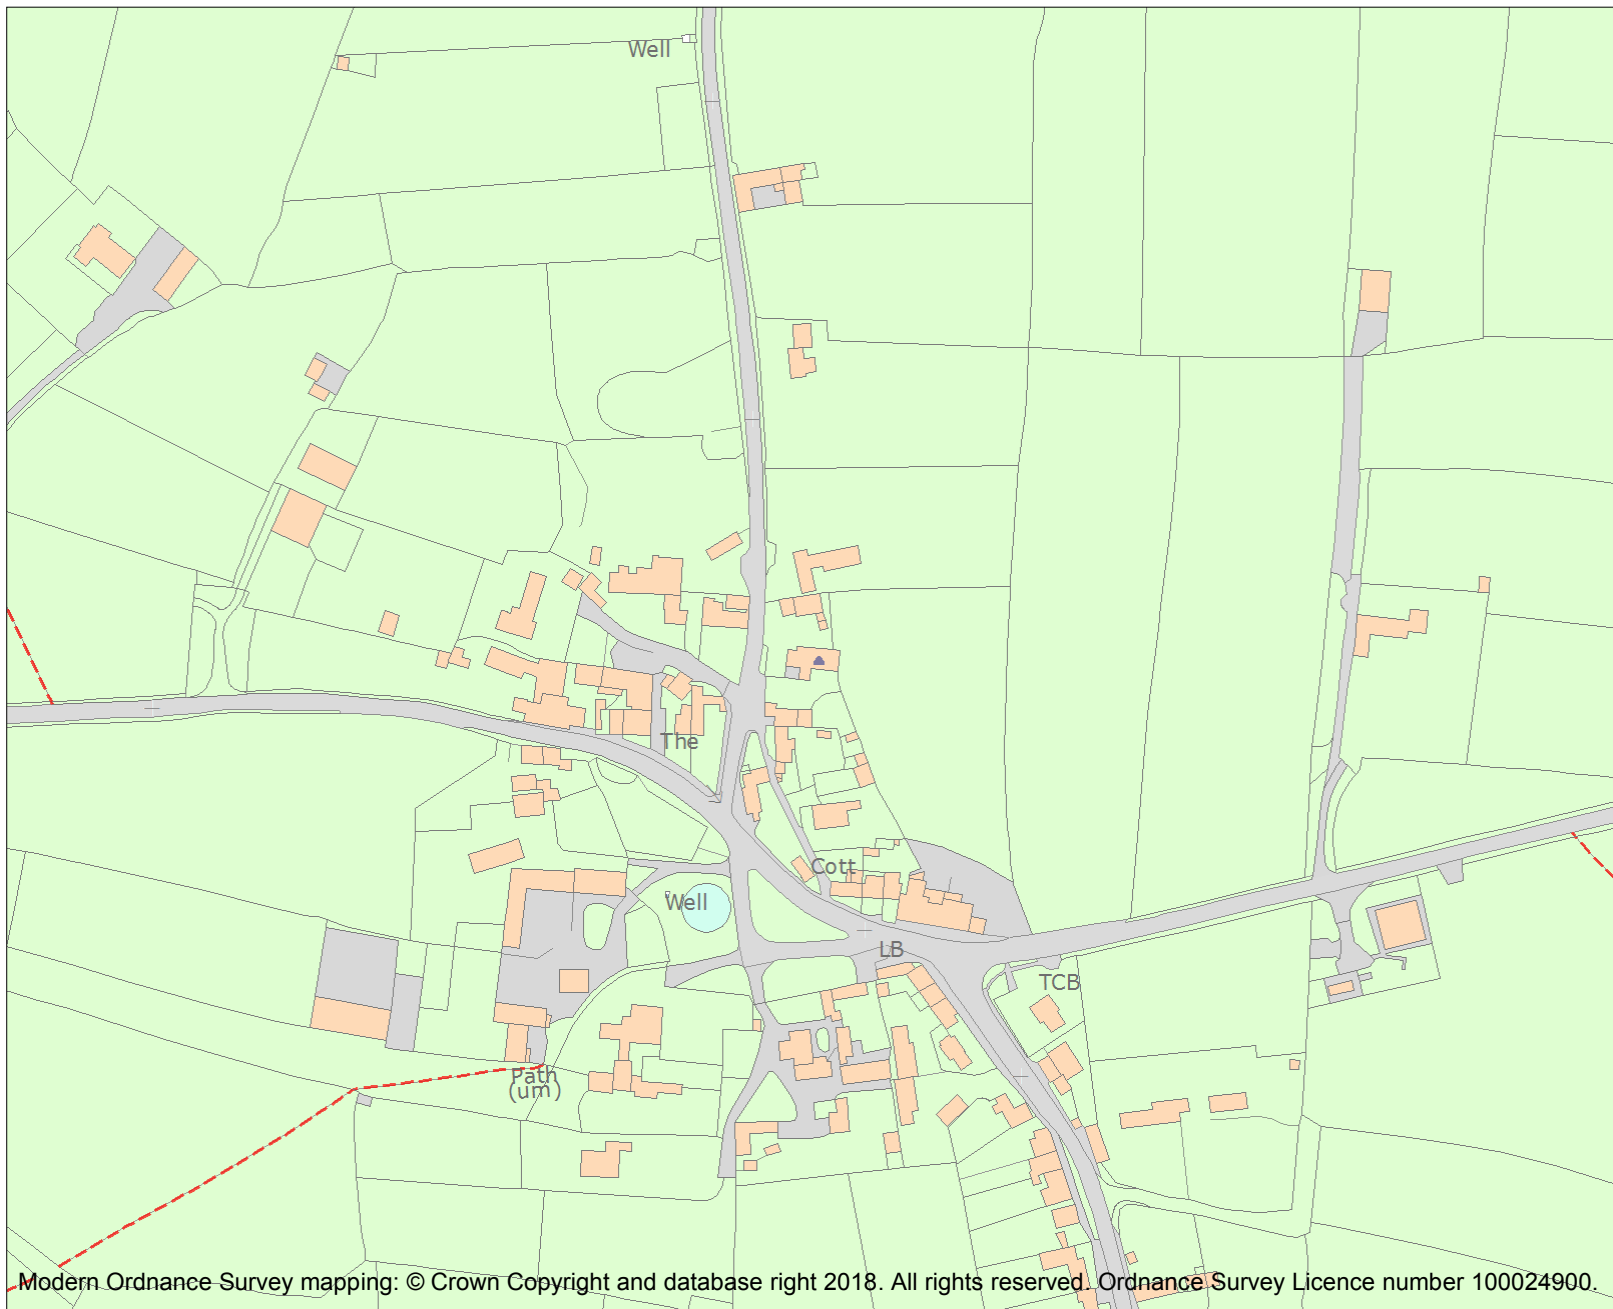 Well
The
Cott
Well
LB
TCB
Path
(um)
Modern Ordnance Survey mapping: © Crown Copyright and database right 2018. All rights reserved. Ordnance Survey Licence number 100024900.